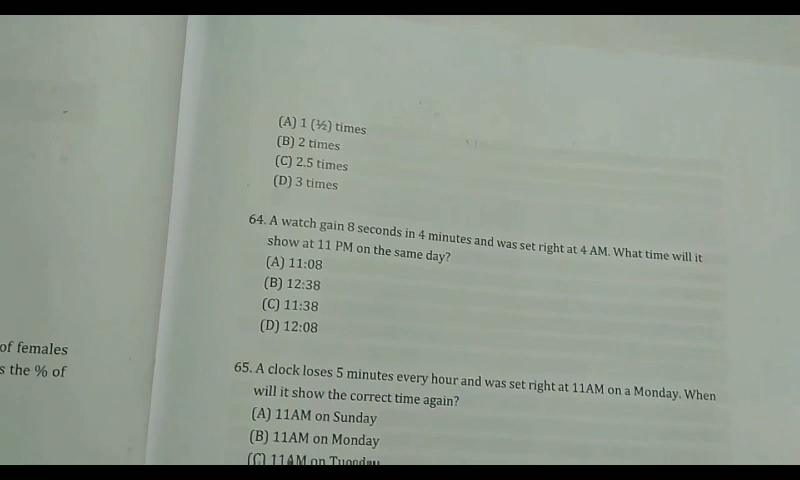 (A) 1 (½) times
(B) 2 times
(C) 2.5 times
(D) 3 times
64. A watch gain 8 seconds in 4 minutes and was set right at 4 AM. What time will it
show at 11 PM on the same day?
(A) 11:08
(B) 12:38
(C) 11:38
(D) 12:08
of females
s the % of
65. A clock loses 5 minutes every hour and was set right at 11AM on a Monday. When
will it show the correct time again?
(A) 11AM on Sunday
(B) 11AM on Monday
(C) 11AM on Tuesday